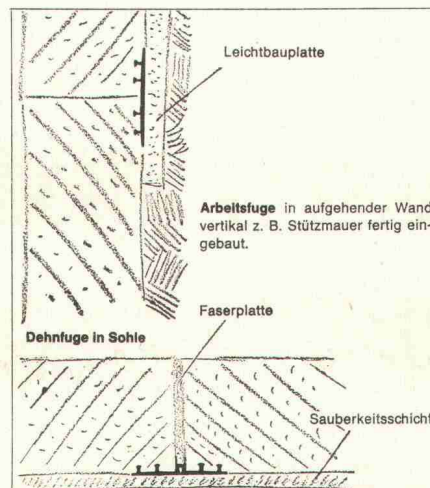 Leichtbauplatte
Arbeitsfuge in aufgehender Wand
vertikal z. B. Stützmauer fertig ein-
gebaut.
Faserplatte
Dehnfuge in Sohle
Sauberkeitsschicht